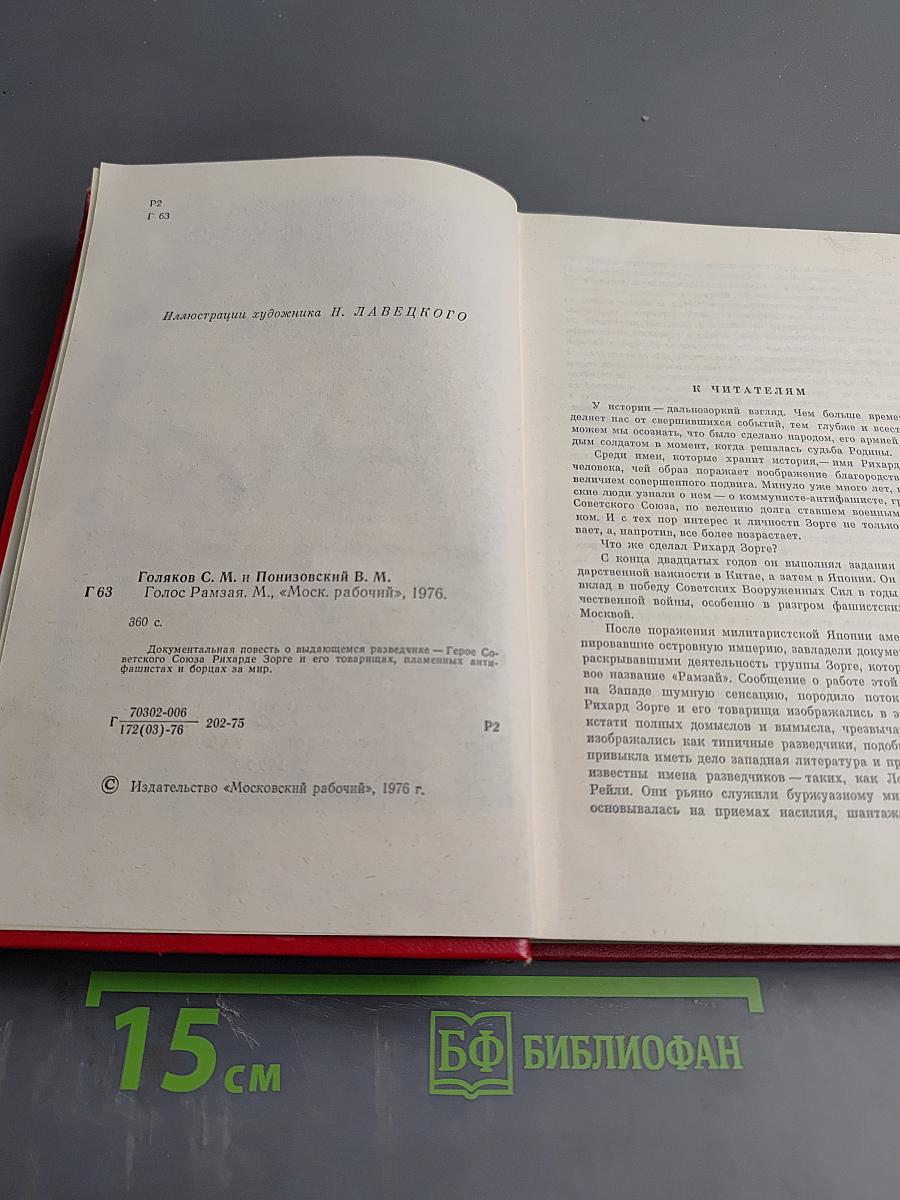 Р2
Г 63
Иллюстрации художника Н. ЛАВЕЦКОГО
Голяков С. М. и Понизовский В. М.
Г 63 Голос Рамзая. М., «Моск. рабочий», 1976.
360 с.
Документальная повесть о выдающемся разведчике — Герое Со-
ветского Союза Рихарде Зорге и его товарищах, пламенных анти-
фашистах и борцах за мир.
Г 70302-006
172(03)-76 202-75 Р2
© Издательство «Московский рабочий», 1976 г.
К ЧИТАТЕЛЯМ
У истории — дальнозоркий взгляд. Чем больше време
деляет нас от свершившихся событий, тем глубже и всест
можем мы осознать, что было сделано народом, его армией
дым солдатом в момент, когда решалась судьба Родины.
Среди имен, которые хранит история,— имя Рихард
человека, чей образ поражает воображение благородств
величием совершенного подвига. Минуло уже много лет,
ские люди узнали о нем — о коммунисте-антифашисте, гр
Советского Союза, по велению долга ставшем военным
ком. И с тех пор интерес к личности Зорге не только
вает, а, напротив, все более возрастает.
Что же сделал Рихард Зорге?
С конца двадцатых годов он выполнял задания
дарственной важности в Китае, а затем в Японии. Он
вклад в победу Советских Вооруженных Сил в годы
чественной войны, особенно в разгром фашистски
Москвой.
После поражения милитаристской Японии аме
пировавшие островную империю, завладели докуме
раскрывавшими деятельность группы Зорге, котор
вое название «Рамзай». Сообщение о работе этой
на Западе шумную сенсацию, породило поток
Рихард Зорге и его товарищи изображались в э
кстати полных домыслов и вымысла, чрезвыча
изображались как типичные разведчики, подоб
привыкла иметь дело западная литература и пр
известны имена разведчиков — таких, как Ло
Рейли. Они рьяно служили буржуазному ми
основывалась на приемах насилия, шантаж
15 см
БФ БИБЛИОФАН